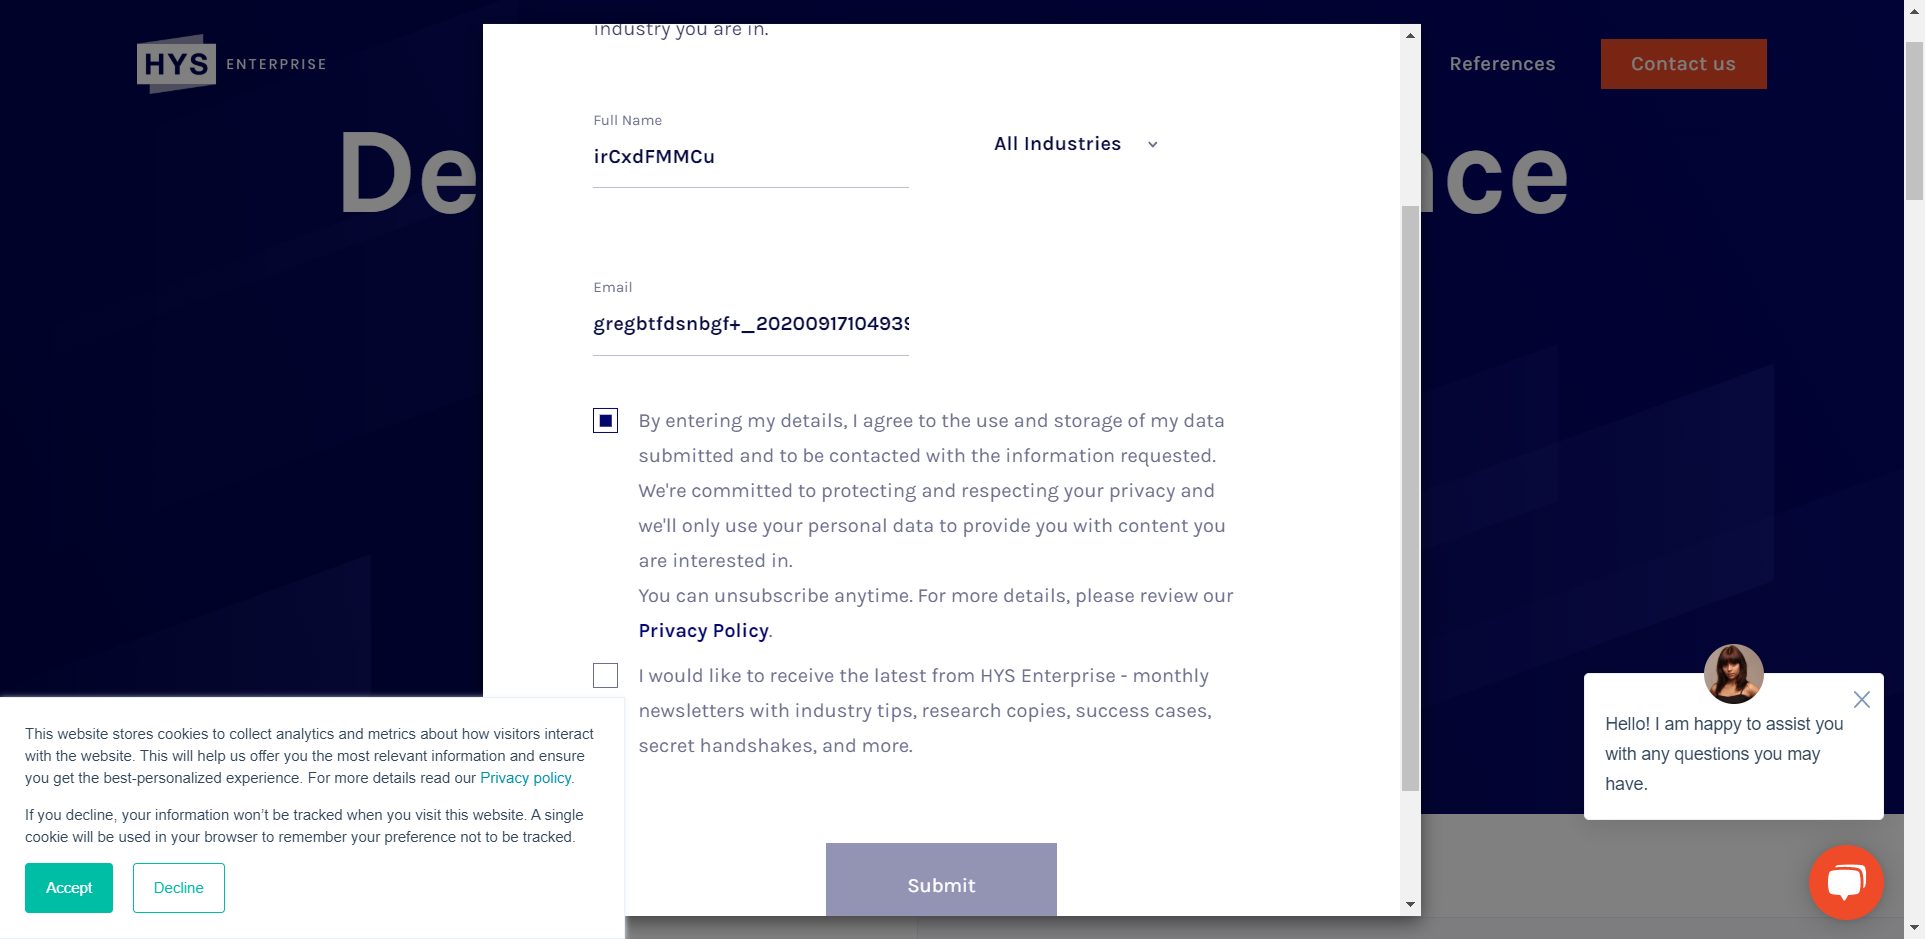 industry you are in.
HYS ENTERPRISE
References
Contact us
De
nce
Full Name
irCxdFMMCu
All Industries
Email
gregbtfdsnbgf+_20200917104939
By entering my details, I agree to the use and storage of my data
submitted and to be contacted with the information requested.
We're committed to protecting and respecting your privacy and
we'll only use your personal data to provide you with content you
are interested in.
You can unsubscribe anytime. For more details, please review our
Privacy Policy.
I would like to receive the latest from HYS Enterprise - monthly
newsletters with industry tips, research copies, success cases,
secret handshakes, and more.
Submit
This website stores cookies to collect analytics and metrics about how visitors interact
with the website. This will help us offer you the most relevant information and ensure
you get the best-personalized experience. For more details read our Privacy policy.
If you decline, your information won’t be tracked when you visit this website. A single
cookie will be used in your browser to remember your preference not to be tracked.
Accept
Decline
Hello! I am happy to assist you
with any questions you may
have.